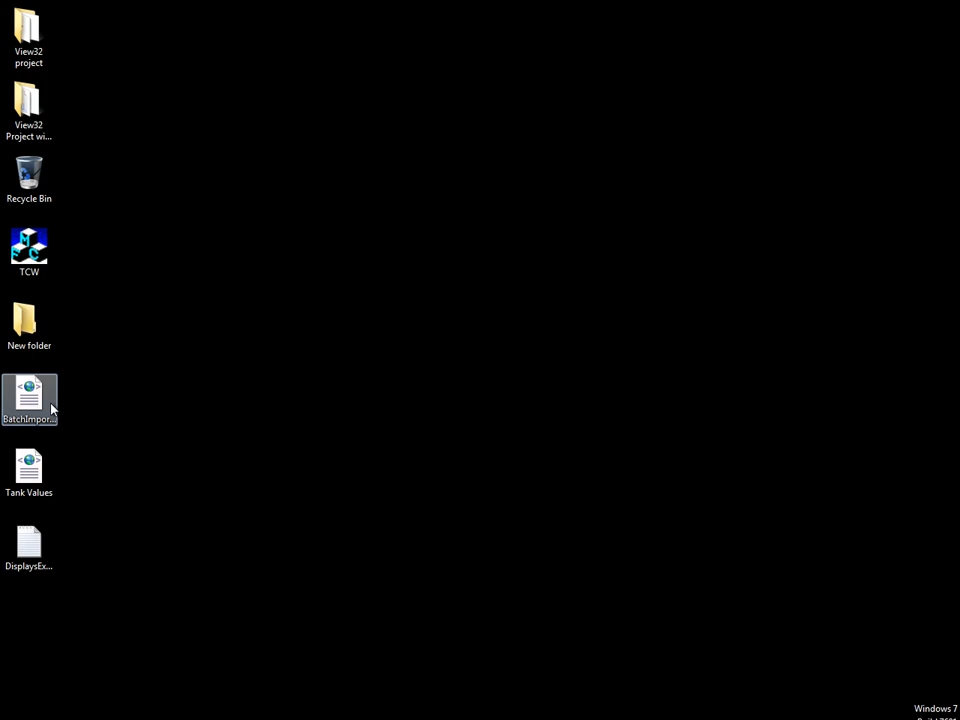 View32
project
View32
Project wi...
Recycle Bin
M
F C
TCW
New folder
BatchImpor...
Tank Values
DisplaysEx...
Windows 7